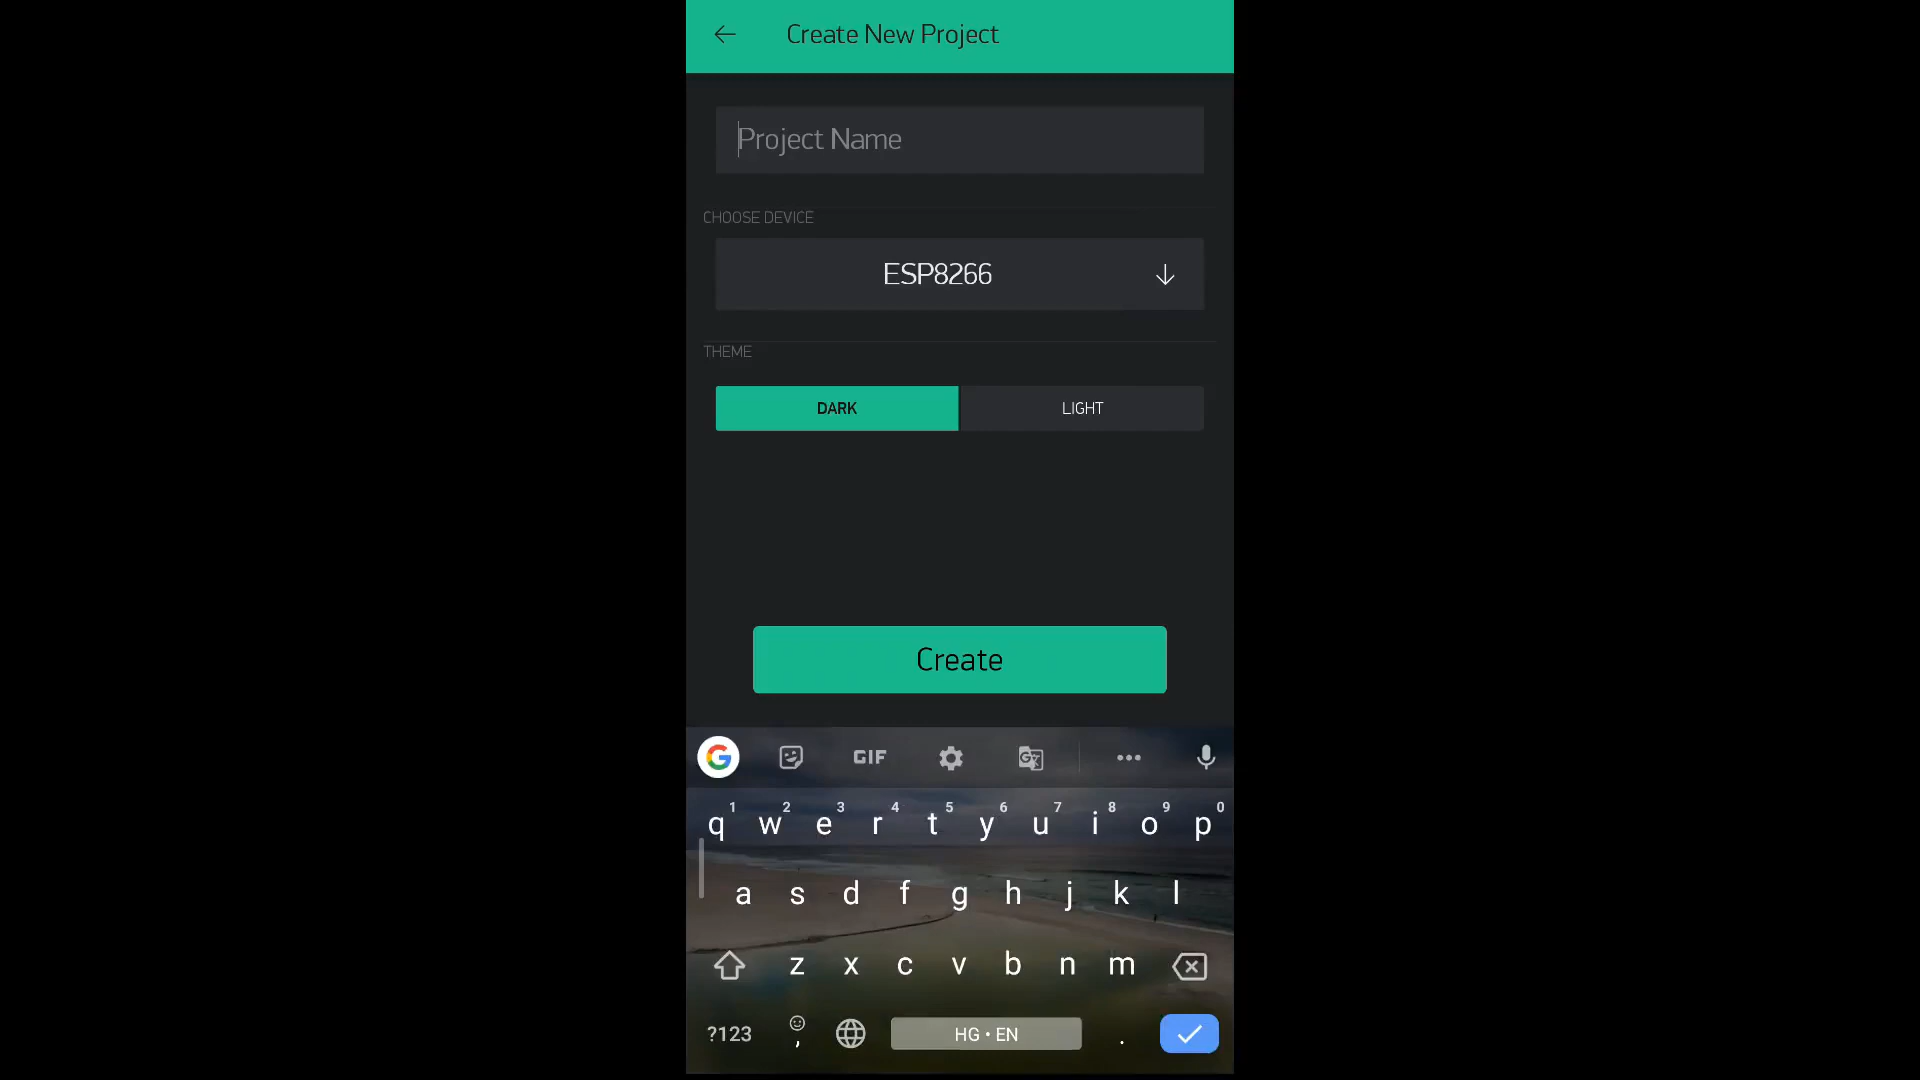 Create New Project
Project Name
CHOOSE DEVICE
ESP8266
THEME
DARK LIGHT
Create
G GIF G
1 2 3 4 5 6 7 8 9 0
q w e r t y u i o p
a s d f g h j k l
z x c v b n m
?123 , HG • EN .